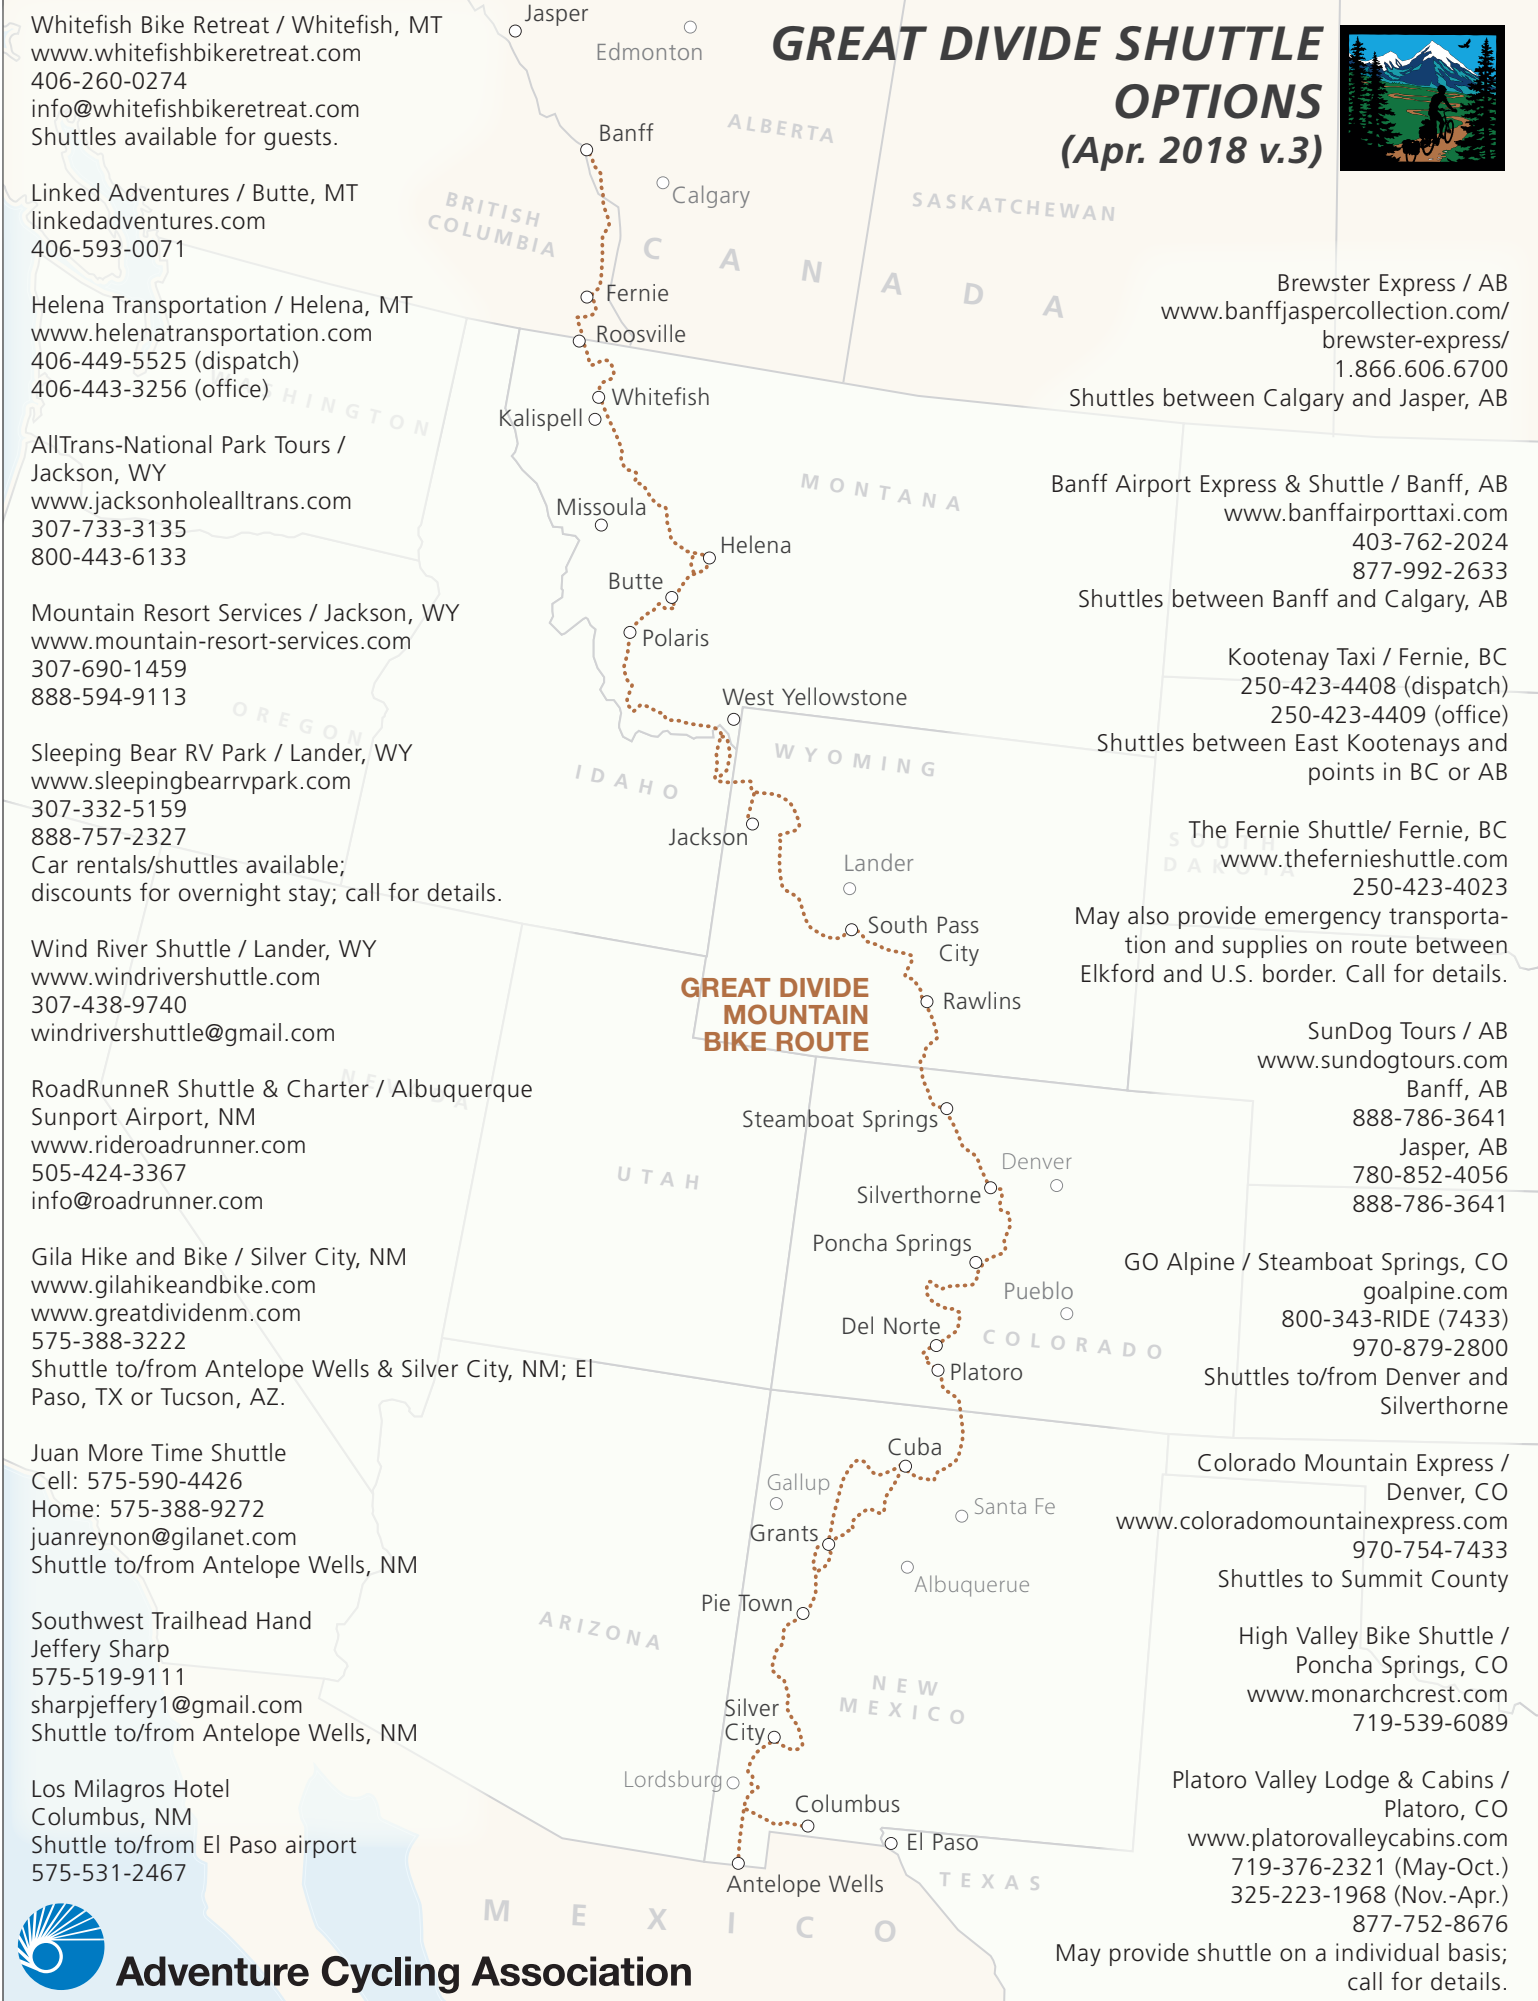 GREAT DIVIDE SHUTTLE
OPTIONS
(Apr. 2018 v.3)
Whitefish Bike Retreat / Whitefish, MT
www.whitefishbikeretreat.com
406-260-0274
info@whitefishbikeretreat.com
Shuttles available for guests.
Linked Adventures / Butte, MT
linkedadventures.com
406-593-0071
Helena Transportation / Helena, MT
www.helenatransportation.com
406-449-5525 (dispatch)
406-443-3256 (office)
AllTrans-National Park Tours /
Jackson, WY
www.jacksonholealltrans.com
307-733-3135
800-443-6133
Mountain Resort Services / Jackson, WY
www.mountain-resort-services.com
307-690-1459
888-594-9113
Sleeping Bear RV Park / Lander, WY
www.sleepingbearrvpark.com
307-332-5159
888-757-2327
Car rentals/shuttles available;
discounts for overnight stay; call for details.
Wind River Shuttle / Lander, WY
www.windrivershuttle.com
307-438-9740
windrivershuttle@gmail.com
RoadRunneR Shuttle & Charter / Albuquerque
Sunport Airport, NM
www.rideroadrunner.com
505-424-3367
info@roadrunner.com
Gila Hike and Bike / Silver City, NM
www.gilahikeandbike.com
www.greatdividenm.com
575-388-3222
Shuttle to/from Antelope Wells & Silver City, NM; El
Paso, TX or Tucson, AZ.
Juan More Time Shuttle
Cell: 575-590-4426
Home: 575-388-9272
juanreynon@gilanet.com
Shuttle to/from Antelope Wells, NM
Southwest Trailhead Hand
Jeffery Sharp
575-519-9111
sharpjeffery1@gmail.com
Shuttle to/from Antelope Wells, NM
Los Milagros Hotel
Columbus, NM
Shuttle to/from El Paso airport
575-531-2467
Adventure Cycling Association
Jasper
Edmonton
Banff
ALBERTA
Calgary
BRITISH
COLUMBIA
SASKATCHEWAN
CANADA
Fernie
Roosville
Whitefish
Kalispell
WASHINGTON
MONTANA
Missoula
Helena
Butte
Polaris
West Yellowstone
OREGON
WYOMING
IDAHO
Jackson
Lander
SOUTH
DAKOTA
South Pass
City
GREAT DIVIDE
MOUNTAIN
BIKE ROUTE
Rawlins
NEVADA
Steamboat Springs
UTAH
Denver
Silverthorne
Poncha Springs
Pueblo
Del Norte
COLORADO
Platoro
Cuba
Gallup
Santa Fe
Grants
Albuquerue
Pie Town
ARIZONA
NEW
MEXICO
Silver
City
Lordsburg
Columbus
El Paso
Antelope Wells
TEXAS
MEXICO
Brewster Express / AB
www.banffjaspercollection.com/
brewster-express/
1.866.606.6700
Shuttles between Calgary and Jasper, AB
Banff Airport Express & Shuttle / Banff, AB
www.banffairporttaxi.com
403-762-2024
877-992-2633
Shuttles between Banff and Calgary, AB
Kootenay Taxi / Fernie, BC
250-423-4408 (dispatch)
250-423-4409 (office)
Shuttles between East Kootenays and
points in BC or AB
The Fernie Shuttle/ Fernie, BC
www.thefernieshuttle.com
250-423-4023
May also provide emergency transporta-
tion and supplies on route between
Elkford and U.S. border. Call for details.
SunDog Tours / AB
www.sundogtours.com
Banff, AB
888-786-3641
Jasper, AB
780-852-4056
888-786-3641
GO Alpine / Steamboat Springs, CO
goalpine.com
800-343-RIDE (7433)
970-879-2800
Shuttles to/from Denver and
Silverthorne
Colorado Mountain Express /
Denver, CO
www.coloradomountainexpress.com
970-754-7433
Shuttles to Summit County
High Valley Bike Shuttle /
Poncha Springs, CO
www.monarchcrest.com
719-539-6089
Platoro Valley Lodge & Cabins /
Platoro, CO
www.platorovalleycabins.com
719-376-2321 (May-Oct.)
325-223-1968 (Nov.-Apr.)
877-752-8676
May provide shuttle on a individual basis;
call for details.